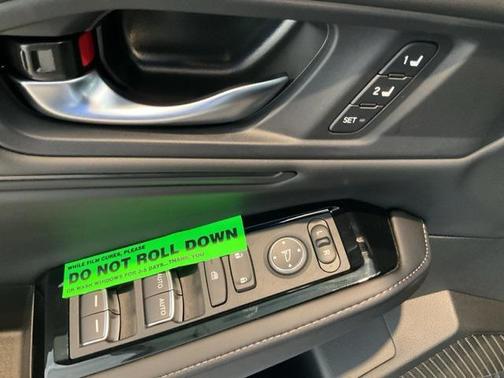 1
2
SET
WHILE FILM CURES, PLEASE
DO NOT ROLL DOWN
OR WASH WINDOWS FOR 3-5 DAYS...THANK YOU
R
AUTO
AUTO